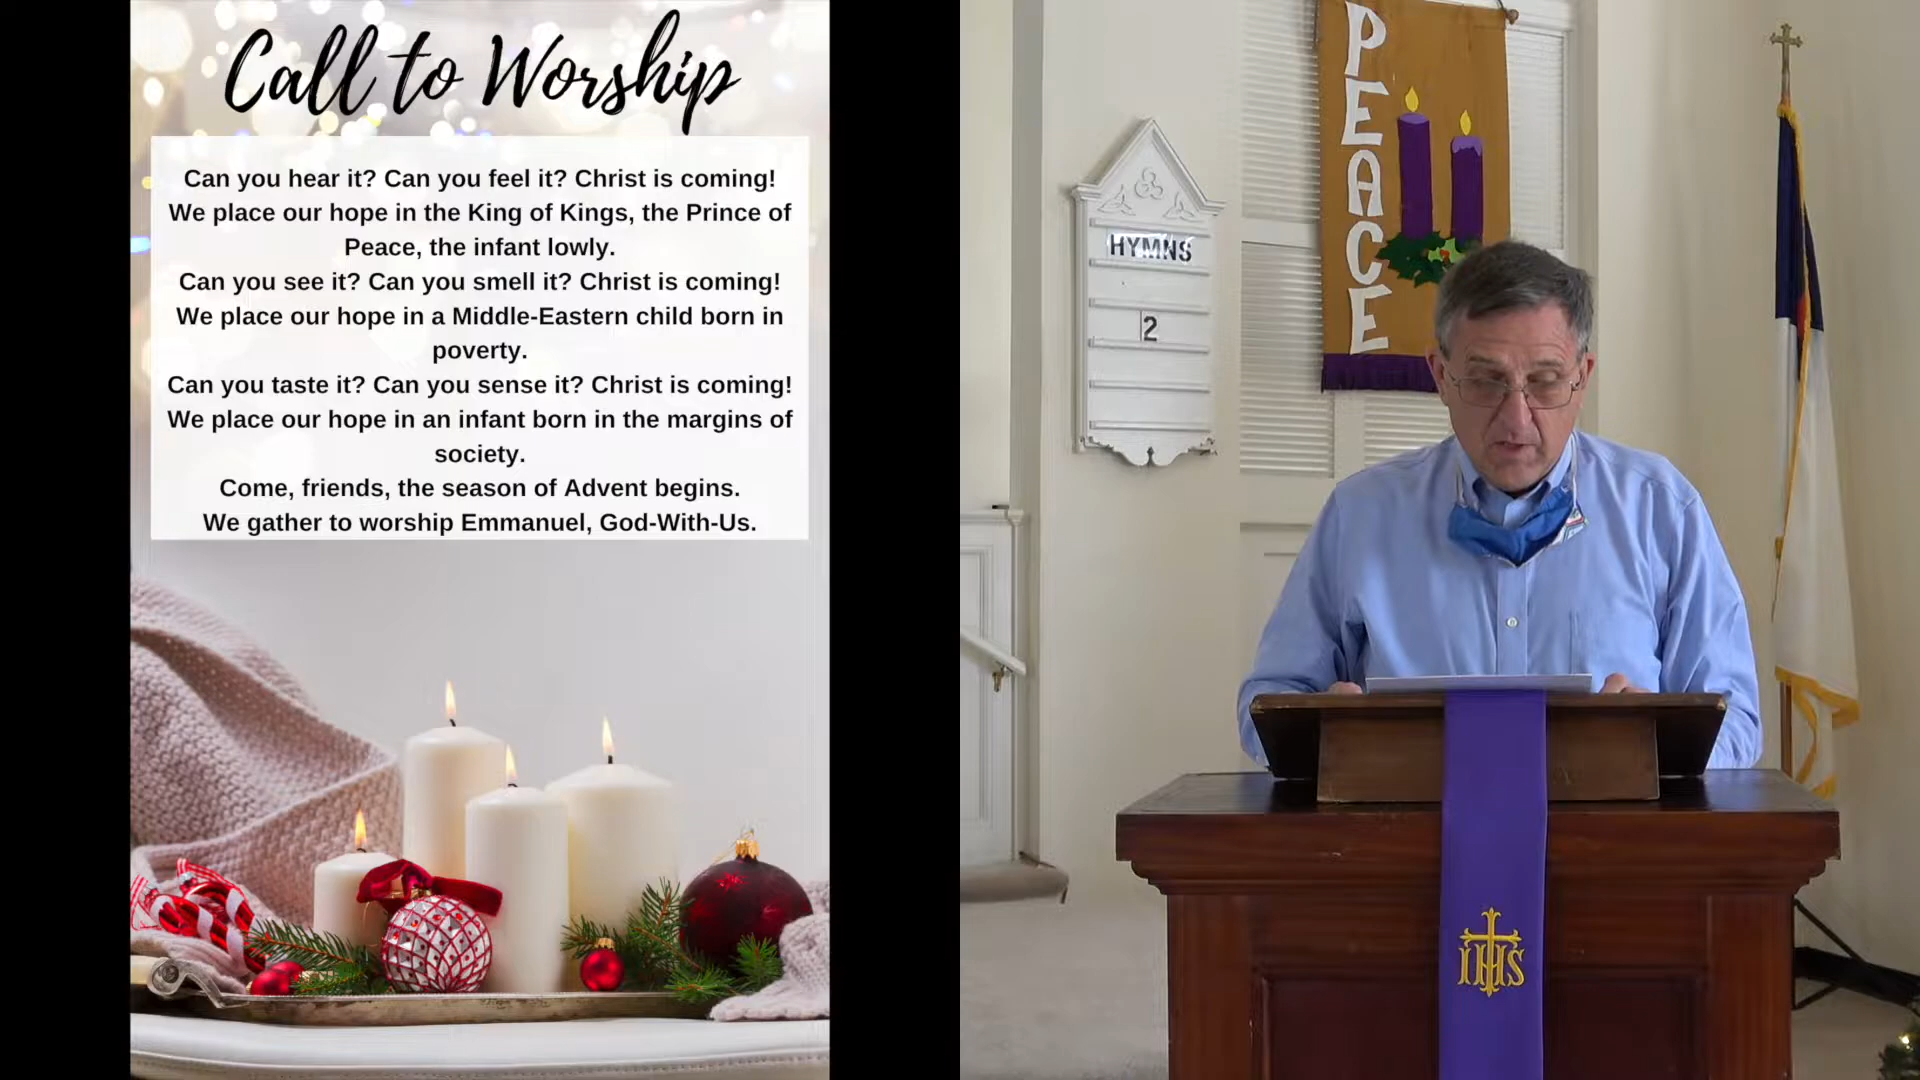 Call to Worship
Can you hear it? Can you feel it? Christ is coming!
We place our hope in the King of Kings, the Prince of
Peace, the infant lowly.
Can you see it? Can you smell it? Christ is coming!
We place our hope in a Middle-Eastern child born in
poverty.
Can you taste it? Can you sense it? Christ is coming!
We place our hope in an infant born in the margins of
society.
Come, friends, the season of Advent begins.
We gather to worship Emmanuel, God-With-Us.
PEACE
HYMNS
2
IHS